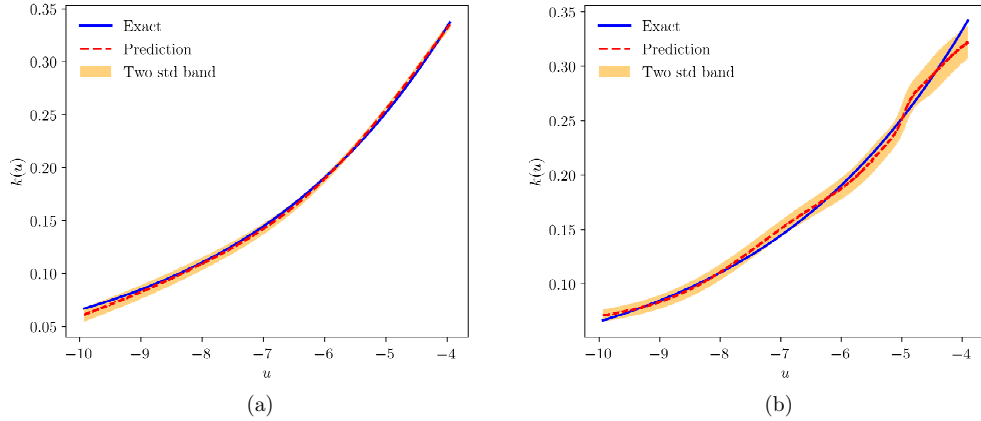 Exact
Prediction
Two std band
0.35
0.30
0.25
0.20
0.15
0.10
0.05
k(u)
−10 −9 −8 −7 −6 −5 −4
u
(a)
Exact
Prediction
Two std band
0.35
0.30
0.25
0.20
0.15
0.10
k(u)
−10 −9 −8 −7 −6 −5 −4
u
(b)